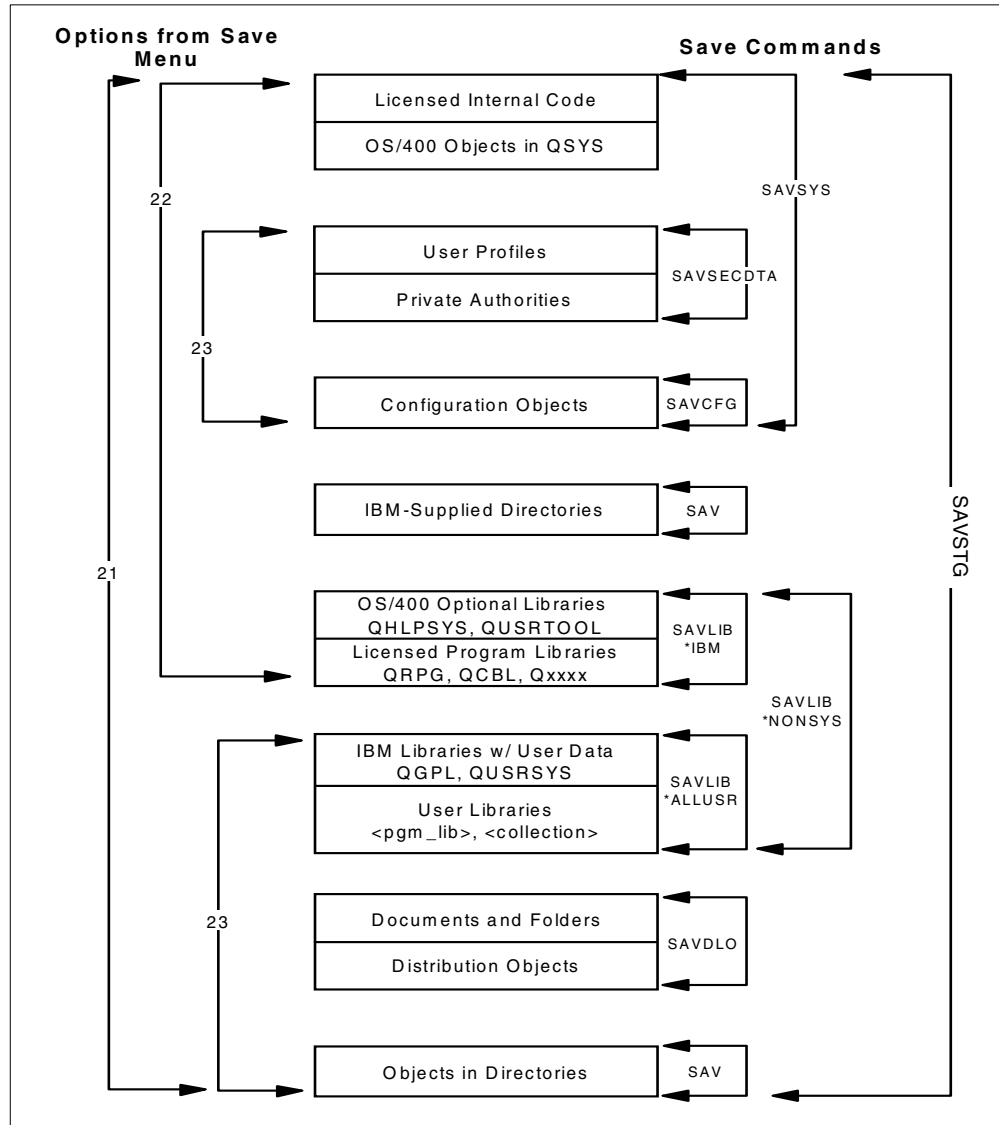 Options from Save
Menu
Save Commands
Licensed Internal Code
OS/400 Objects in QSYS
22
SAVSYS
User Profiles
Private Authorities
SAVSECDTA
23
Configuration Objects
SAVCFG
IBM-Supplied Directories
SAV
SAVSTG
21
OS/400 Optional Libraries
QHLPSYS, QUSRTOOL
Licensed Program Libraries
QRPG, QCBL, Qxxxx
SAVLIB
*IBM
SAVLIB
*NONSYS
IBM Libraries w/ User Data
QGPL, QUSRSYS
User Libraries
<pgm_lib>, <collection>
SAVLIB
*ALLUSR
23
Documents and Folders
Distribution Objects
SAVDLO
Objects in Directories
SAV